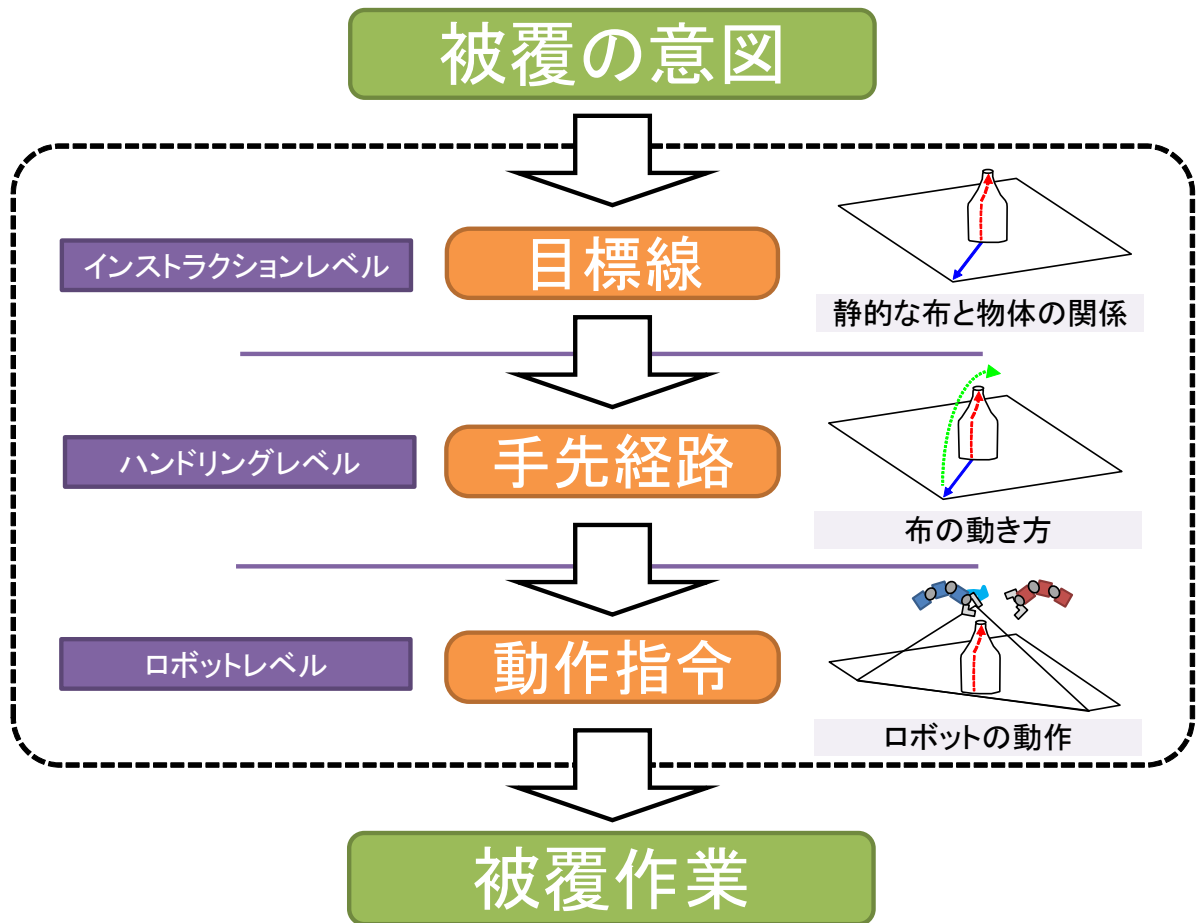 被覆の意図
インストラクションレベル
目標線
静的な布と物体の関係
ハンドリングレベル
手先経路
布の動き方
ロボットレベル
動作指令
ロボットの動作
被覆作業